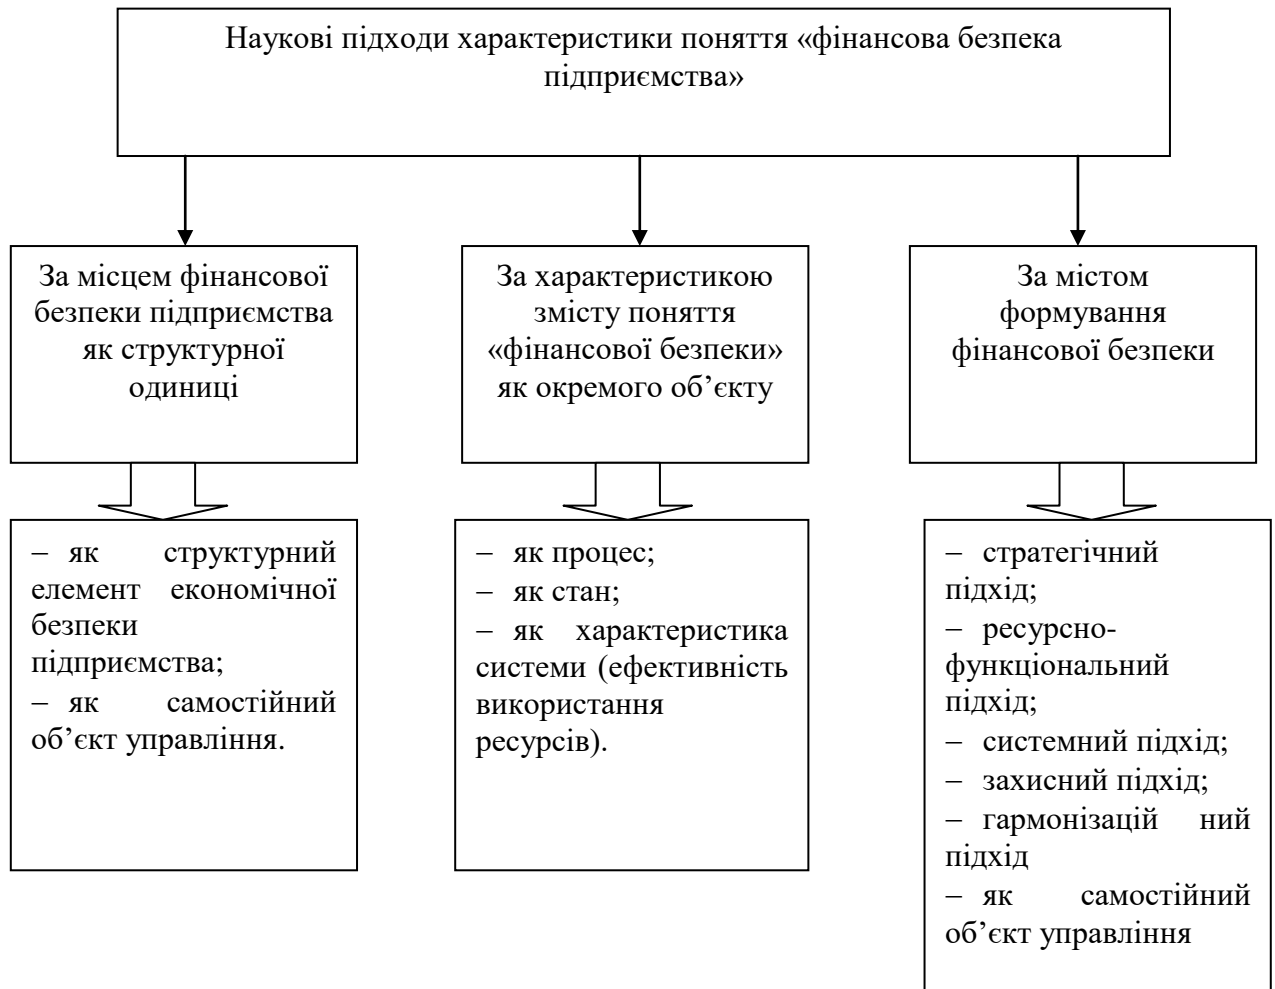 Наукові підходи характеристики поняття «фінансова безпека
підприємства»
За місцем фінансової
безпеки підприємства
як структурної
одиниці
За характеристикою
змісту поняття
«фінансової безпеки»
як окремого об’єкту
За містом
формування
фінансової безпеки
– як структурний
елемент економічної
безпеки
підприємства;
– як самостійний
об’єкт управління.
– як процес;
– як стан;
– як характеристика
системи (ефективність
використання
ресурсів).
– стратегічний
підхід;
– ресурсно-
функціональний
підхід;
– системний підхід;
– захисний підхід;
– гармонізацій ний
підхід
– як самостійний
об’єкт управління